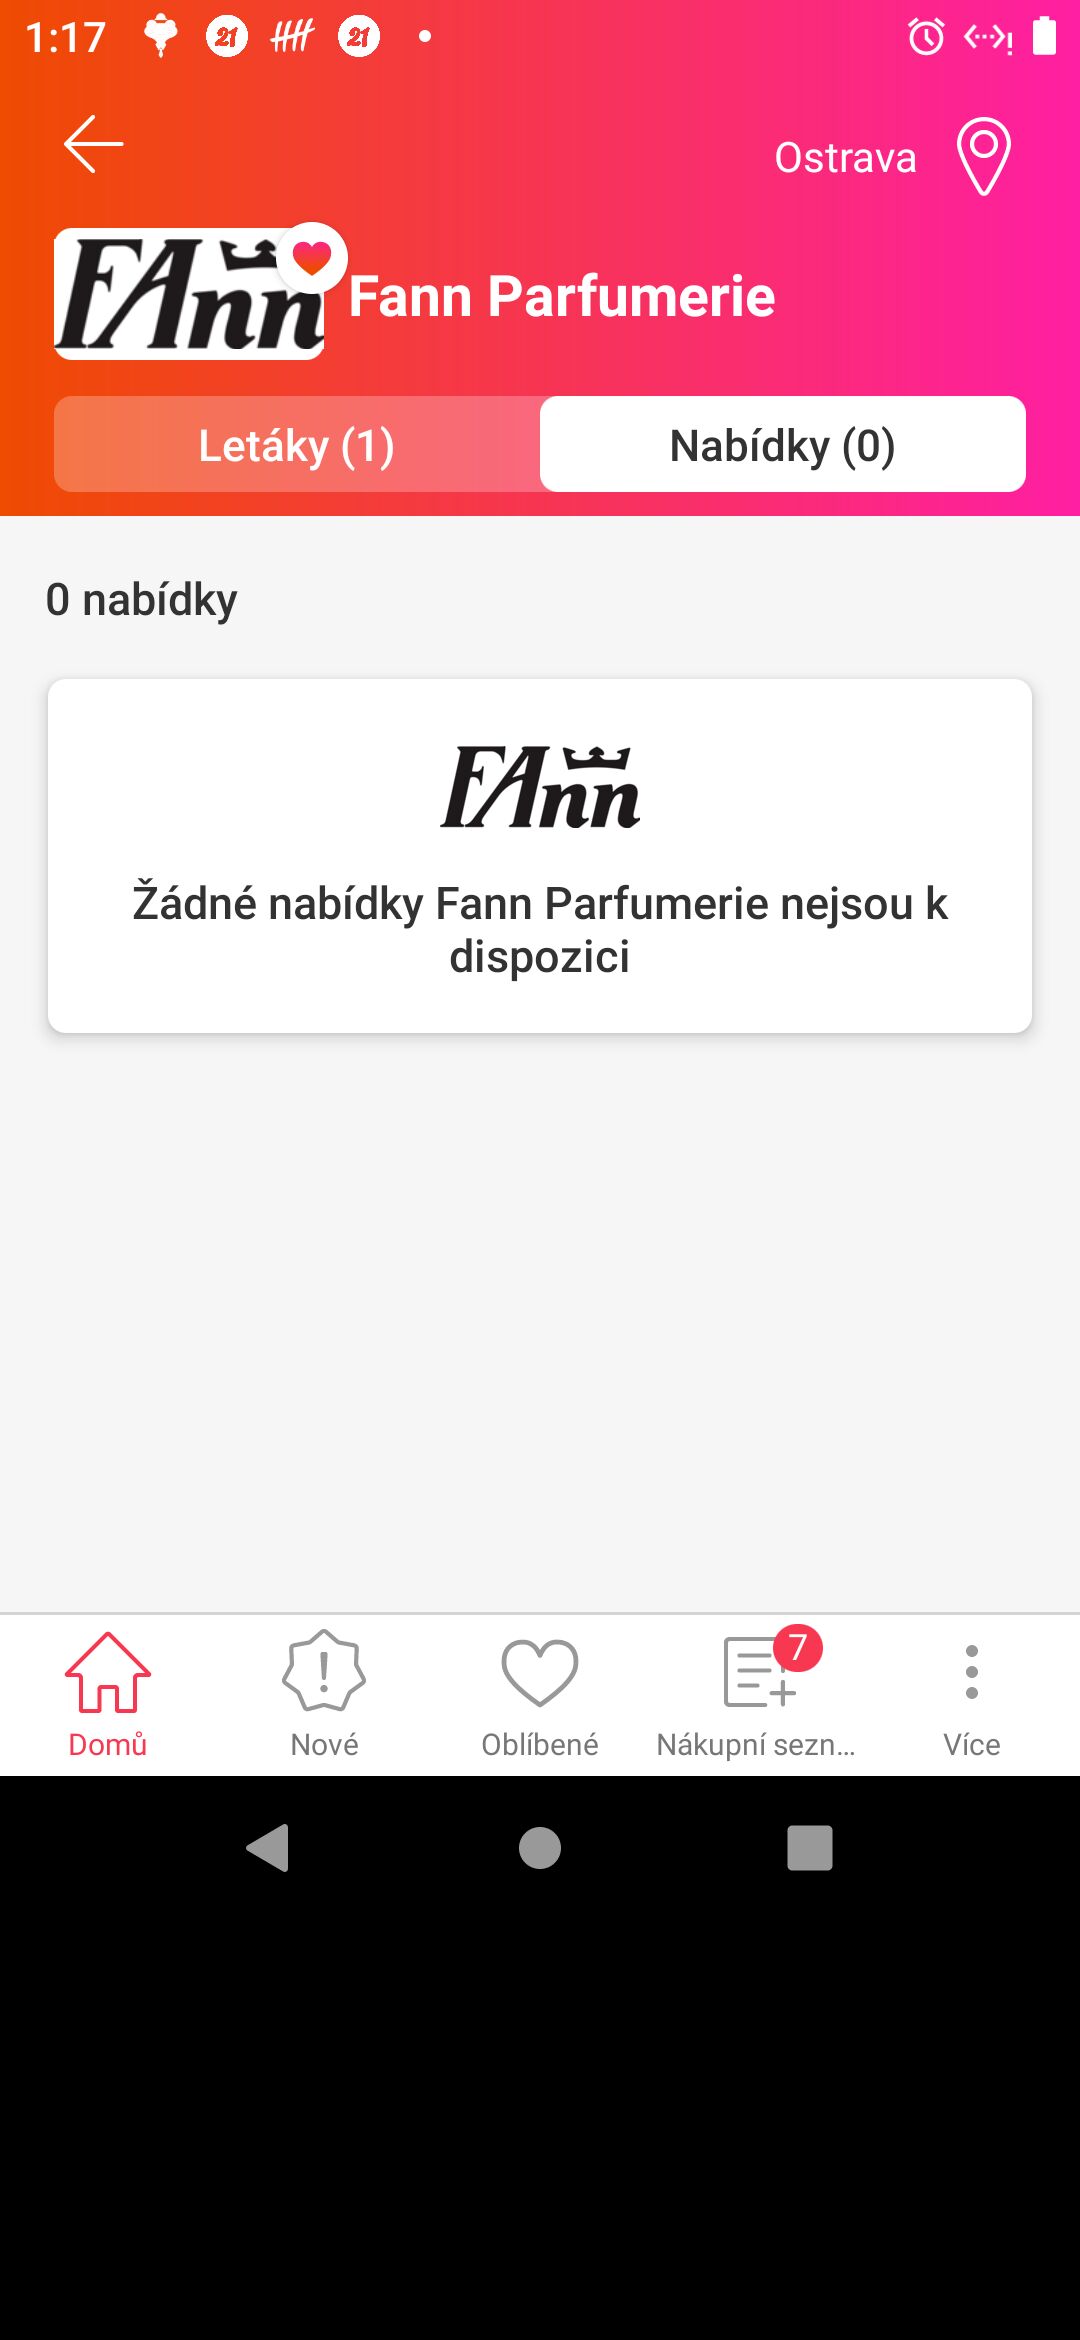 1:17
21
21
Ostrava
FAnn
Fann Parfumerie
Letáky (1)
Nabídky (0)
0 nabídky
FAnn
Žádné nabídky Fann Parfumerie nejsou k
dispozici
7
Domů
Nové
Oblíbené
Nákupní sezn...
Více